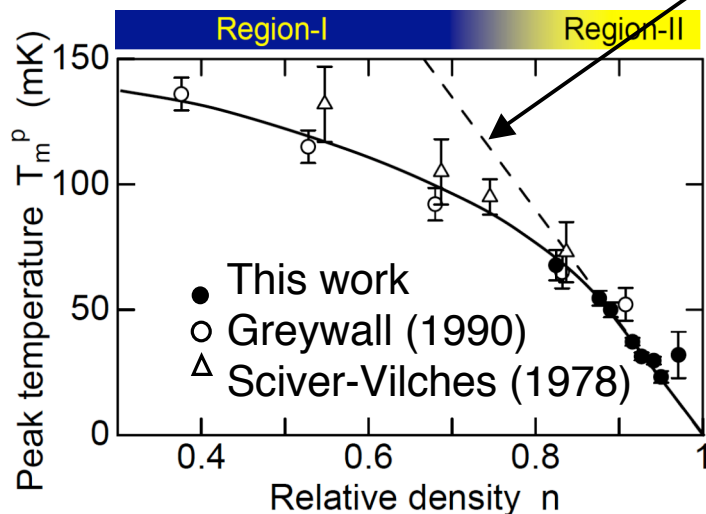 Region-I Region-II
Peak temperature T_m^p (mK)
150
100
50
0
● This work
○ Greywall (1990)
△ Sciver-Vilches (1978)
0.4 0.6 0.8 1
Relative density n